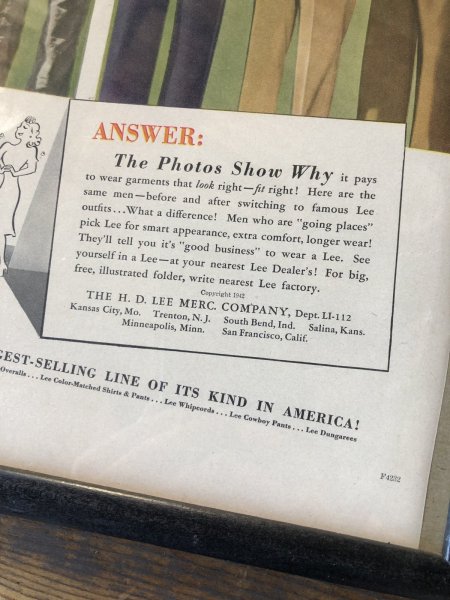 ANSWER:
The Photos Show Why it pays
to wear garments that look right—fit right! Here are the
same men—before and after switching to famous Lee
outfits...What a difference! Men who are "going places"
pick Lee for smart appearance, extra comfort, longer wear!
They'll tell you it's "good business" to wear a Lee. See
yourself in a Lee—at your nearest Lee Dealer's! For big,
free, illustrated folder, write nearest Lee factory.
Copyright 1942
THE H. D. LEE MERC. COMPANY, Dept. LI-112
Kansas City, Mo. Trenton, N. J. South Bend, Ind. Salina, Kans.
Minneapolis, Minn. San Francisco, Calif.
GEST-SELLING LINE OF ITS KIND IN AMERICA!
Overalls...Lee Color-Matched Shirts & Pants...Lee Whipcords...Lee Cowboy Pants...Lee Dungarees
F4232